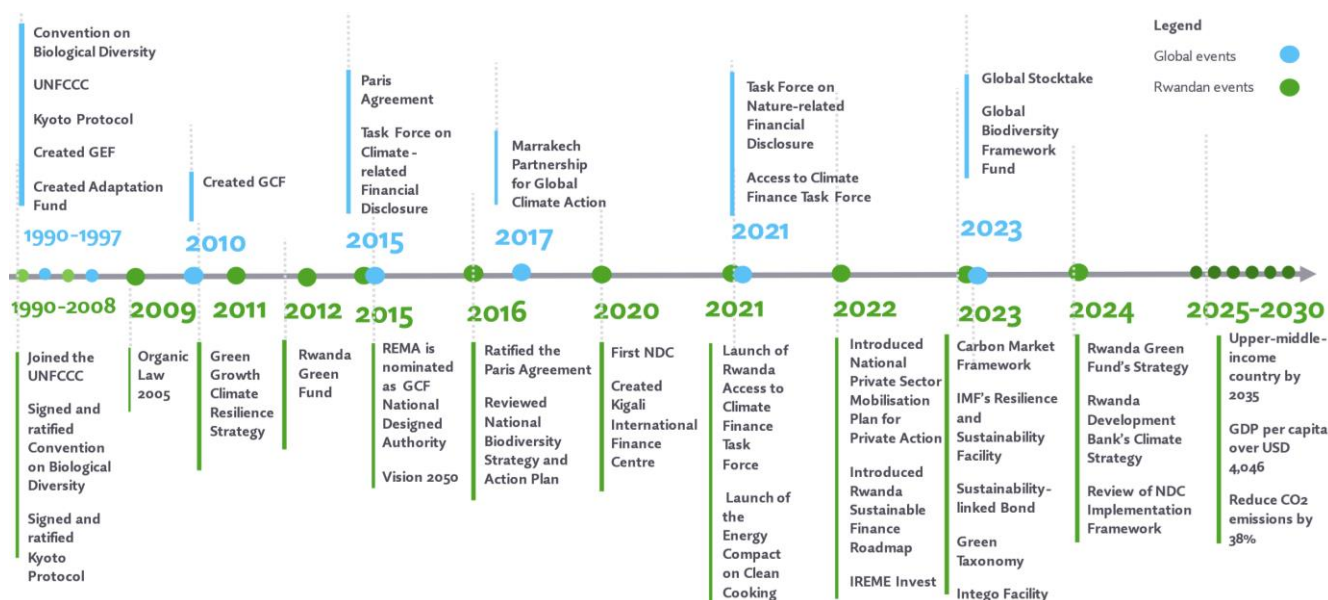 Convention on
Biological Diversity
UNFCCC
Kyoto Protocol
Created GEF
Created Adaptation
Fund
1990-1997
Created GCF
2010
Paris
Agreement
Task Force on
Climate-
related
Financial
Disclosure
2015
Marrakech
Partnership
for Global
Climate Action
2017
Task Force on
Nature-related
Financial
Disclosure
Access to Climate
Finance Task Force
2021
Global Stocktake
Global
Biodiversity
Framework
Fund
2023
Legend
Global events
Rwandan events
1990-2008
Joined the
UNFCCC
Signed and
ratified
Convention
on Biological
Diversity
Signed and
ratified
Kyoto
Protocol
2009
Organic
Law
2005
2011
Green
Growth
Climate
Resilience
Strategy
2012
Rwanda
Green
Fund
2015
REMA is
nominated
as GCF
National
Designed
Authority
Vision 2050
2016
Ratified the
Paris Agreement
Reviewed
National
Biodiversity
Strategy and
Action Plan
2020
First NDC
Created
Kigali
International
Finance
Centre
2021
Launch of
Rwanda
Access to
Climate
Finance
Task
Force
Launch of
the
Energy
Compact
on Clean
Cooking
2022
Introduced
National
Private Sector
Mobilisation
Plan for
Private Action
Introduced
Rwanda
Sustainable
Finance
Roadmap
IREME Invest
2023
Carbon Market
Framework
IMF's Resilience
and
Sustainability
Facility
Sustainability-
linked Bond
Green
Taxonomy
Intego Facility
2024
Rwanda Green
Fund's Strategy
Rwanda
Development
Bank's Climate
Strategy
Review of NDC
Implementation
Framework
2025-2030
Upper-middle-
income
country by
2035
GDP per capita
over USD
4,046
Reduce CO2
emissions by
38%